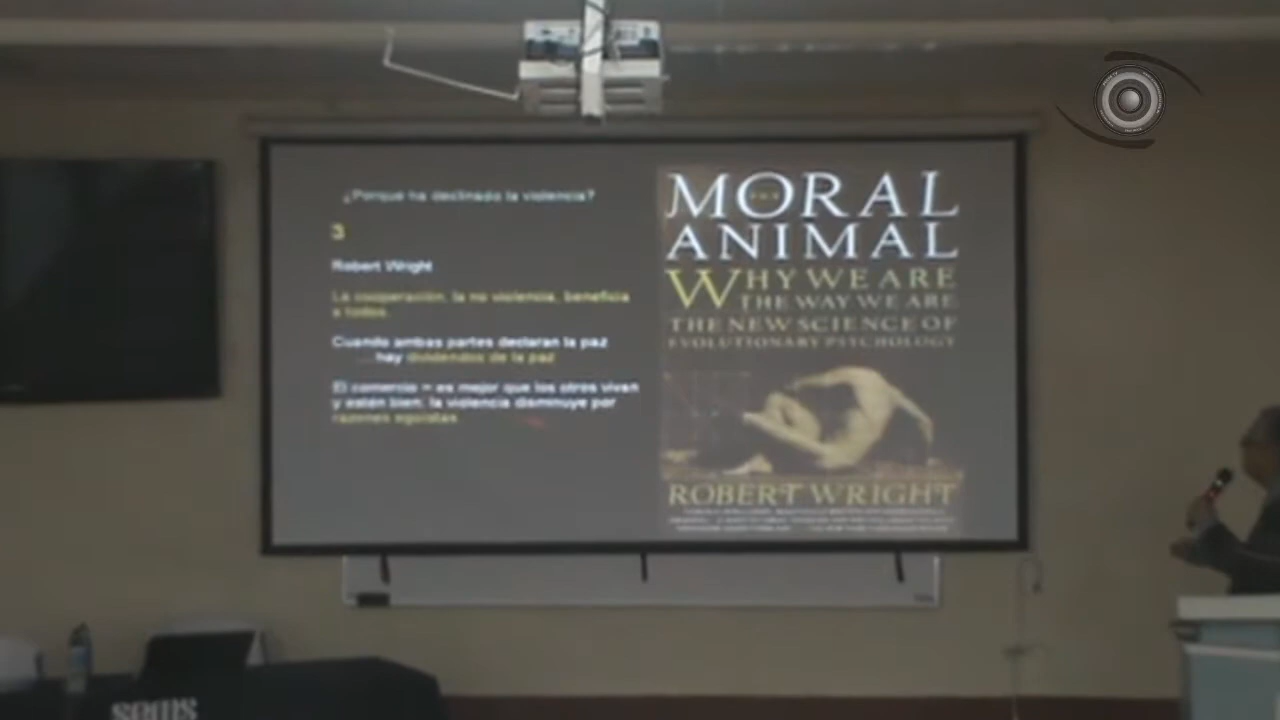 ¿Porque ha declinado la violencia?
3
Robert Wright
La cooperación, la no violencia, beneficia
a todos.
Cuando ambas partes declaran la paz
hay dividendos de la paz
El comercio = es mejor que los otros vivan
y estén bien: la violencia disminuye por
razones egoístas
THE
MORAL
ANIMAL
WHY WE ARE
THE WAY WE ARE
THE NEW SCIENCE OF
EVOLUTIONARY PSYCHOLOGY
ROBERT WRIGHT
sems